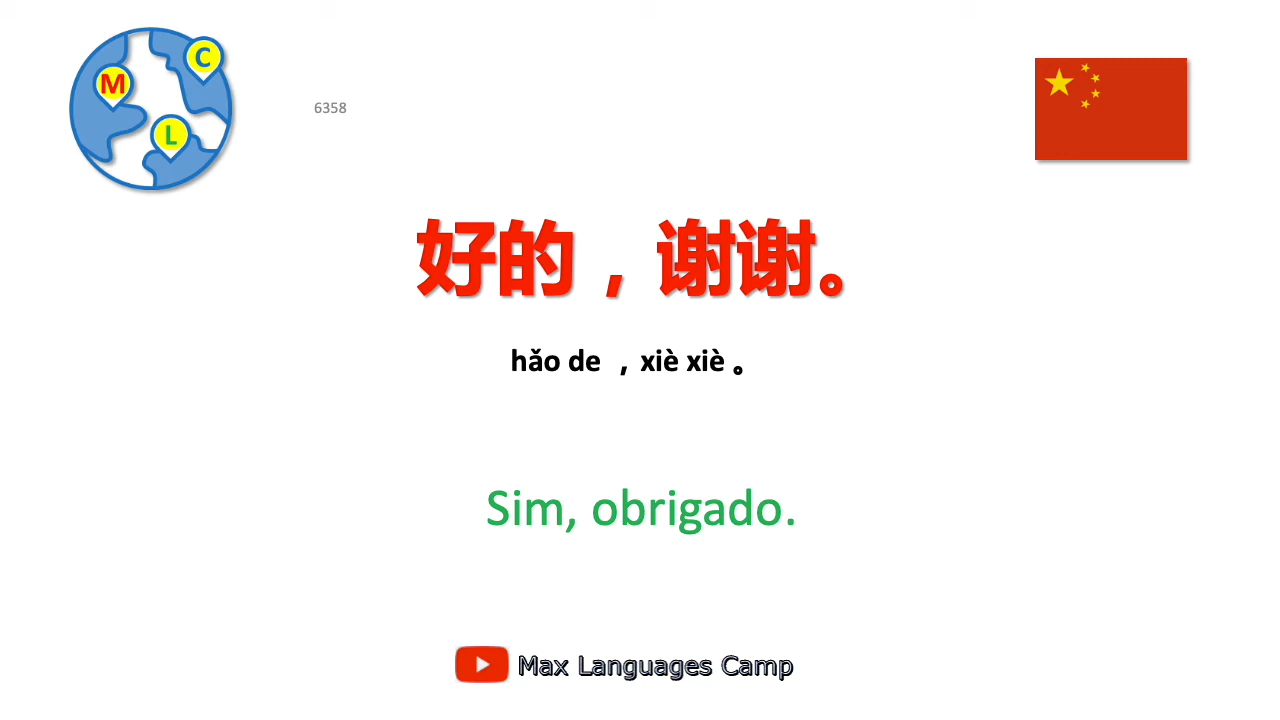 M
C
L
6358
好的，谢谢。
hǎo de ，xiè xiè 。
Sim, obrigado.
Max Languages Camp